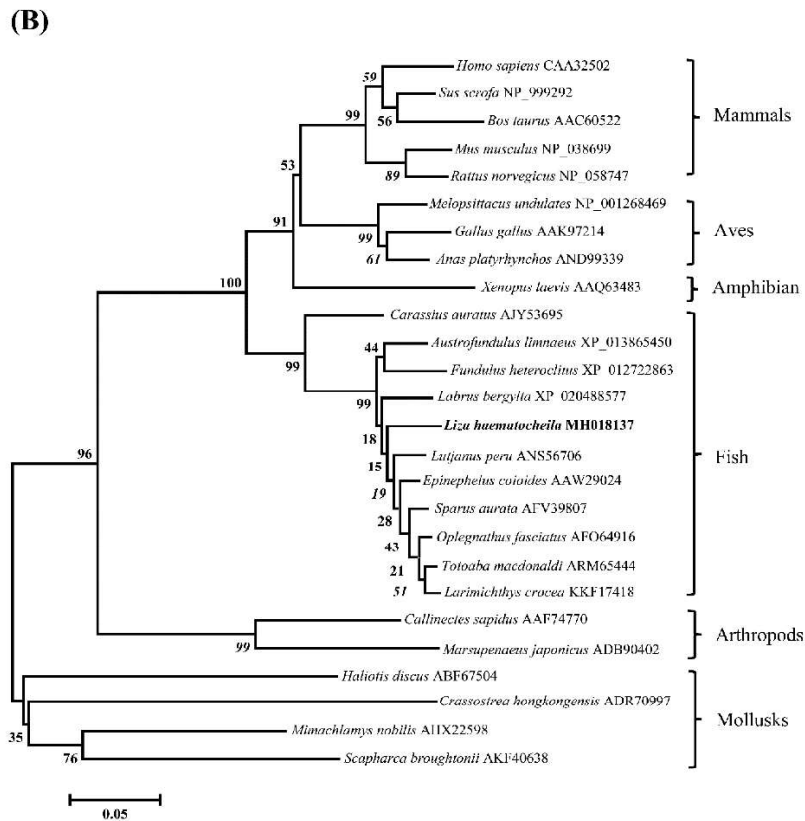 (B)
59
Homo sapiens CAA32502
Sus scrofa NP_999292
56
Bos taurus AAC60522
99
Mammals
Mus musculus NP_038699
89
Rattus norvegicus NP_058747
53
Melopsittacus undulates NP_001268469
99
Gallus gallus AAK97214
Aves
61
Anas platyrhynchos AND99339
91
100
Xenopus laevis AAQ63483
Amphibian
Carassius auratus AJY53695
99
44
Austrofundulus limnaeus XP_013865450
Fundulus heteroclitus XP_012722863
99
Labrus bergylta XP_020488577
18
Liza haematocheila MH018137
15
Lutjanus peru ANS56706
Fish
19
Epinephelus coioides AAW29024
28
Sparus aurata AFV39807
43
Oplegnathus fasciatus AFO64916
21
Totoaba macdonaldi ARM65444
51
Larimichthys crocea KKF17418
96
Callinectes sapidus AAF74770
99
Arthropods
Marsupenaeus japonicus ADB90402
Haliotis discus ABF67504
Crassostrea hongkongensis ADR70997
35
Mollusks
Mimachlamys nobilis AHX22598
76
Scapharca broughtonii AKF40638
0.05